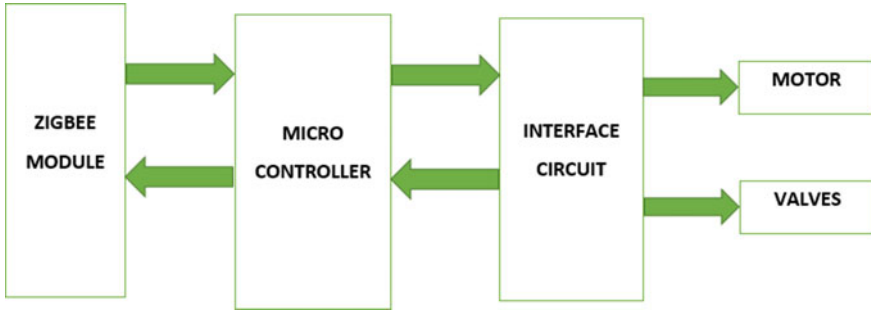 ZIGBEE
MODULE
MICRO
CONTROLLER
INTERFACE
CIRCUIT
MOTOR
VALVES